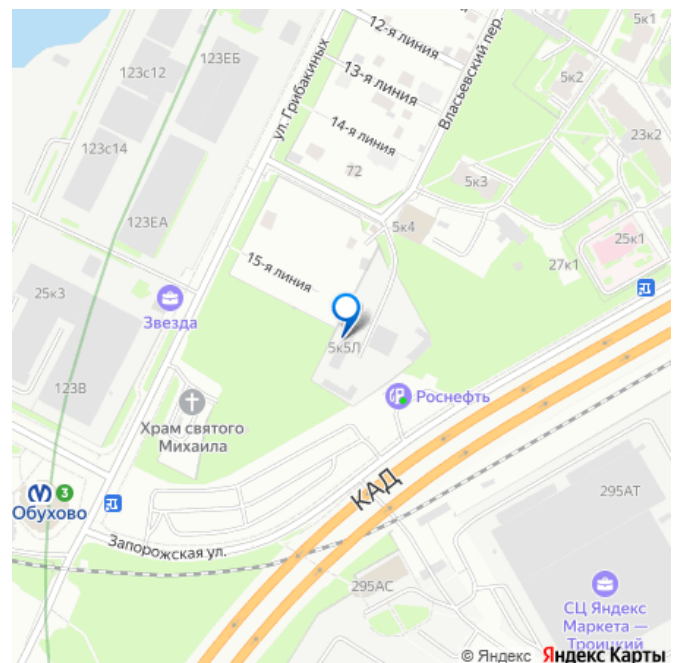 12-я линия
123ЕБ
123с12
5к1
ул. Грибакиных
Власьевский пер.
13-я линия
5к2
14-я линия
23к2
123с14
72
5к3
123ЕА
5к4
25к1
27к1
15-я линия
25к3
Звезда
5к5Л
123В
Роснефть
Храм святого
Михаила
КАД
295АТ
3
Обухово
Запорожская ул.
295АС
СЦ Яндекс
Маркета —
Троицкий
© Яндекс Яндекс Карты